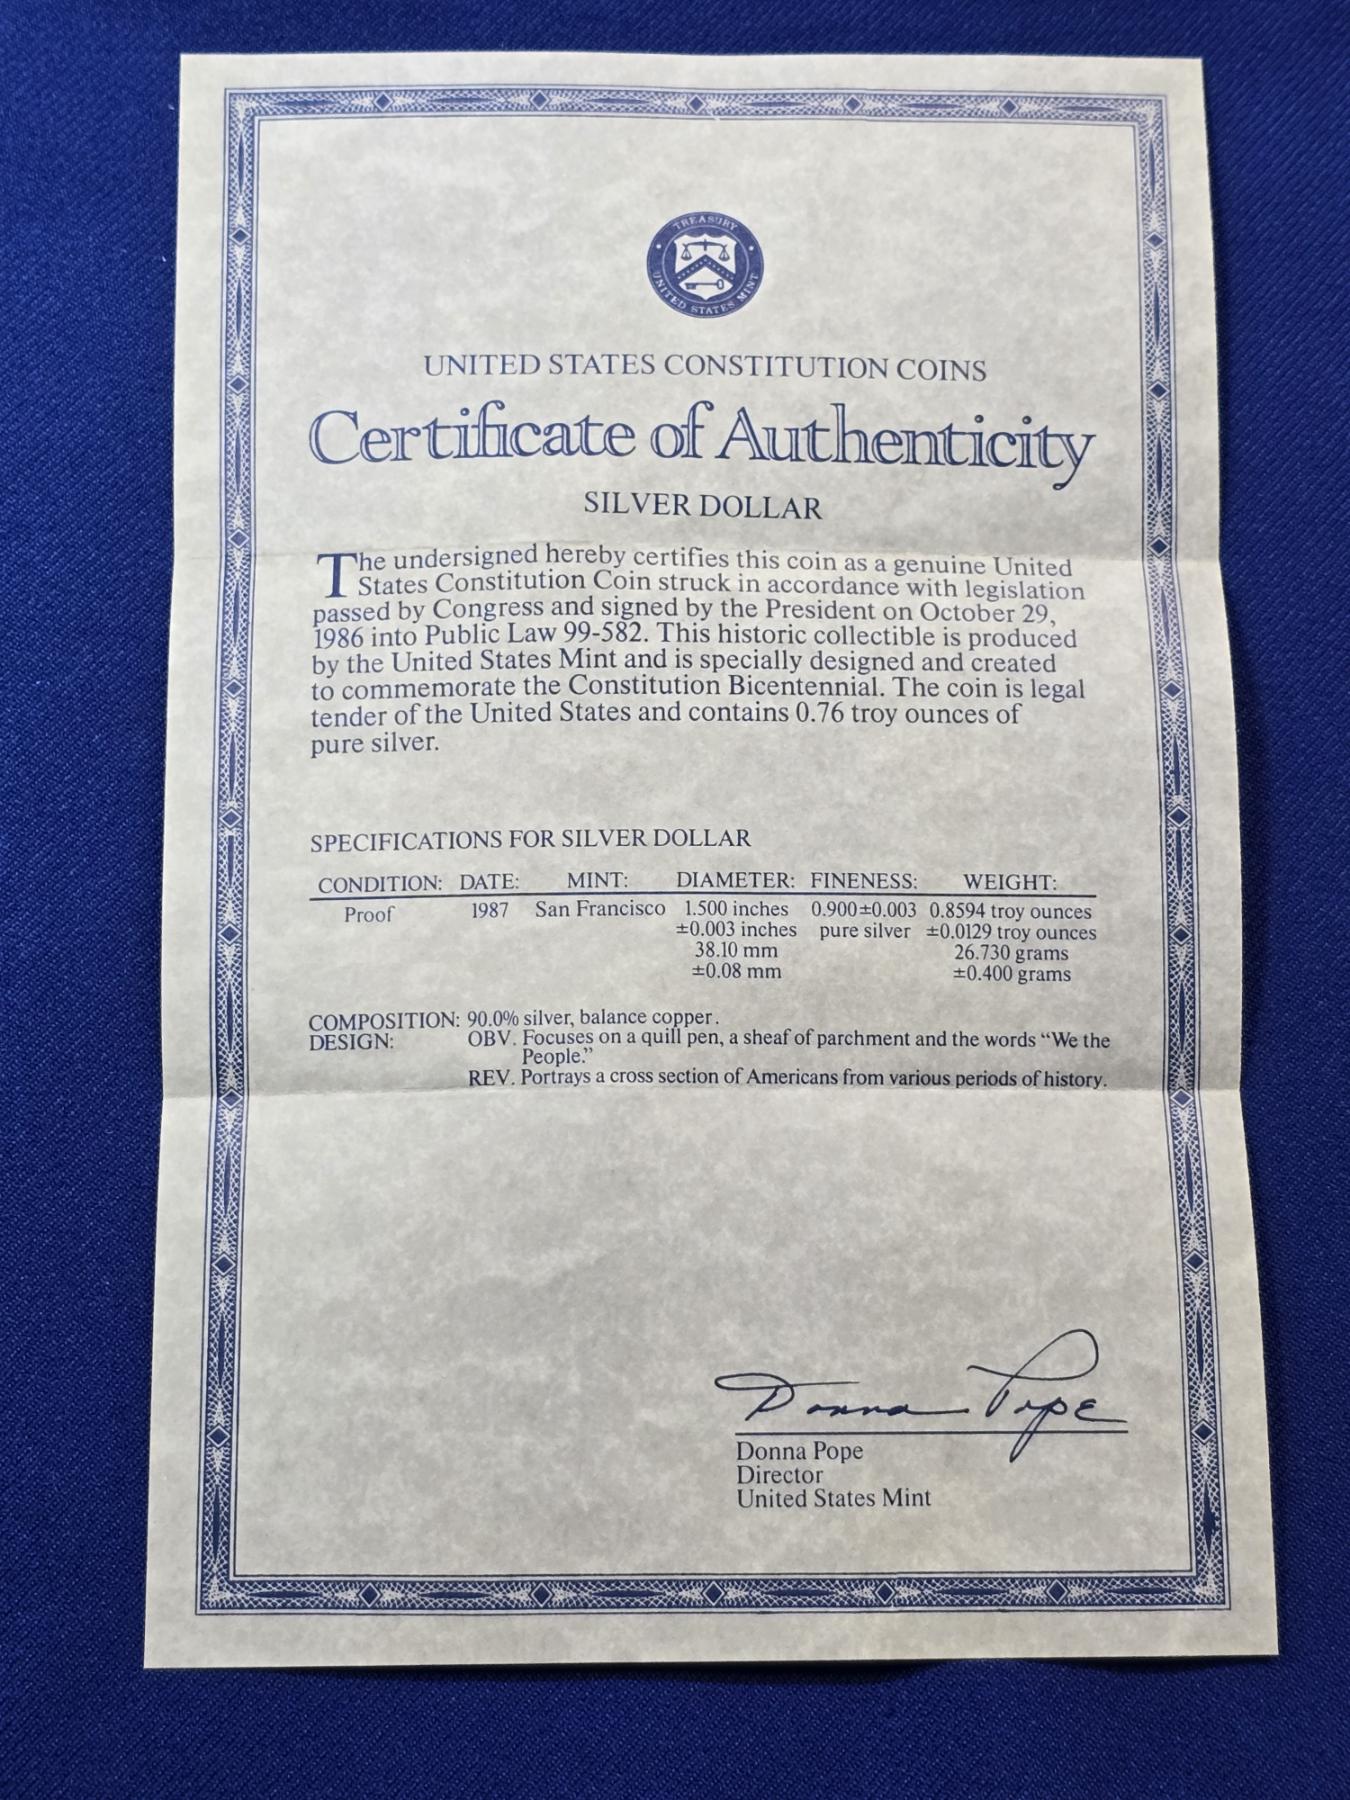 TREASURY
UNITED STATES MINT
UNITED STATES CONSTITUTION COINS
Certificate of Authenticity
SILVER DOLLAR
The undersigned hereby certifies this coin as a genuine United
States Constitution Coin struck in accordance with legislation
passed by Congress and signed by the President on October 29,
1986 into Public Law 99-582. This historic collectible is produced
by the United States Mint and is specially designed and created
to commemorate the Constitution Bicentennial. The coin is legal
tender of the United States and contains 0.76 troy ounces of
pure silver.
SPECIFICATIONS FOR SILVER DOLLAR
CONDITION: DATE: MINT: DIAMETER: FINENESS: WEIGHT:
Proof 1987 San Francisco 1.500 inches 0.900±0.003 0.8594 troy ounces
±0.003 inches pure silver ±0.0129 troy ounces
38.10 mm 26.730 grams
±0.08 mm ±0.400 grams
COMPOSITION: 90.0% silver, balance copper.
DESIGN: OBV. Focuses on a quill pen, a sheaf of parchment and the words “We the
People.”
REV. Portrays a cross section of Americans from various periods of history.
Donna Pope
Donna Pope
Director
United States Mint